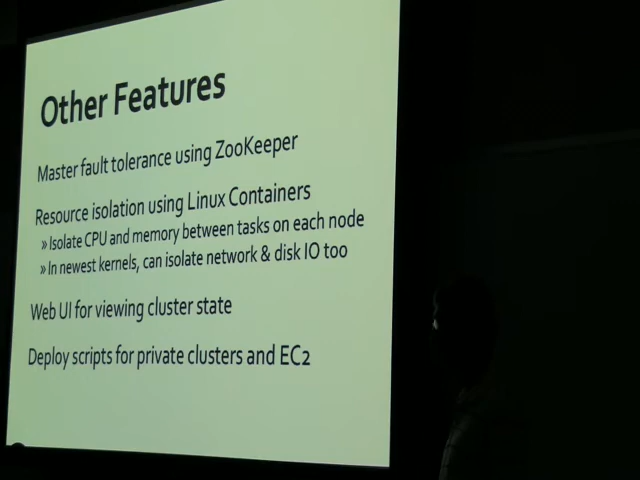 Other Features
Master fault tolerance using ZooKeeper
Resource isolation using Linux Containers
» Isolate CPU and memory between tasks on each node
» In newest kernels, can isolate network & disk IO too
Web UI for viewing cluster state
Deploy scripts for private clusters and EC2